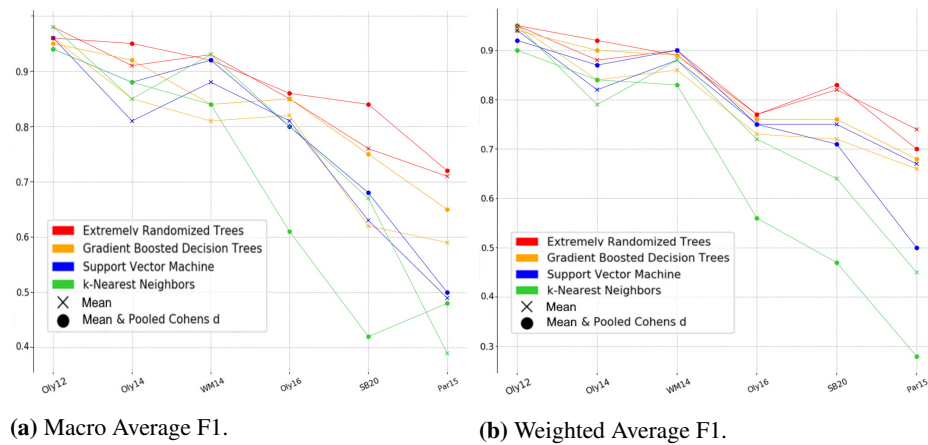 0.9
0.8
0.7
0.6
0.5
0.4
Extremely Randomized Trees
Gradient Boosted Decision Trees
Support Vector Machine
k-Nearest Neighbors
Mean
Mean & Pooled Cohens d
Oly12
Oly14
WM14
Oly16
SB20
Par15
(a) Macro Average F1.
0.9
0.8
0.7
0.6
0.5
0.4
0.3
Extremely Randomized Trees
Gradient Boosted Decision Trees
Support Vector Machine
k-Nearest Neighbors
Mean
Mean & Pooled Cohens d
Oly12
Oly14
WM14
Oly16
SB20
Par15
(b) Weighted Average F1.